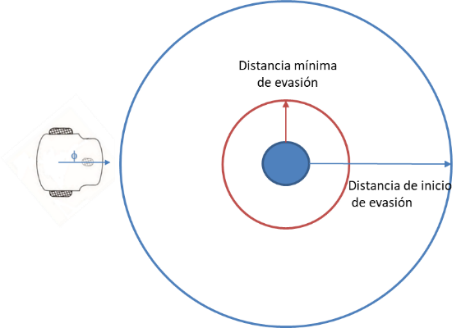 Distancia mínima
de evasión
ϕ
Distancia de inicio
de evasión